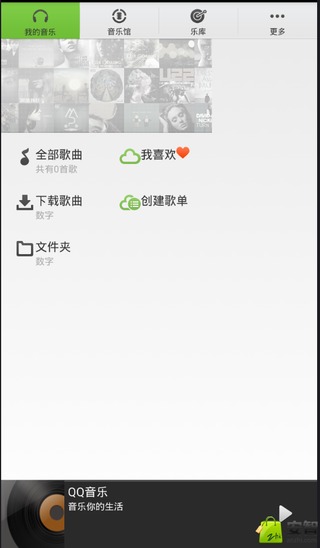 我的音乐
音乐馆
乐库
更多
全部歌曲
共有0首歌
我喜欢
下载歌曲
数字
创建歌单
文件夹
数字
QQ音乐
音乐你的生活
安智